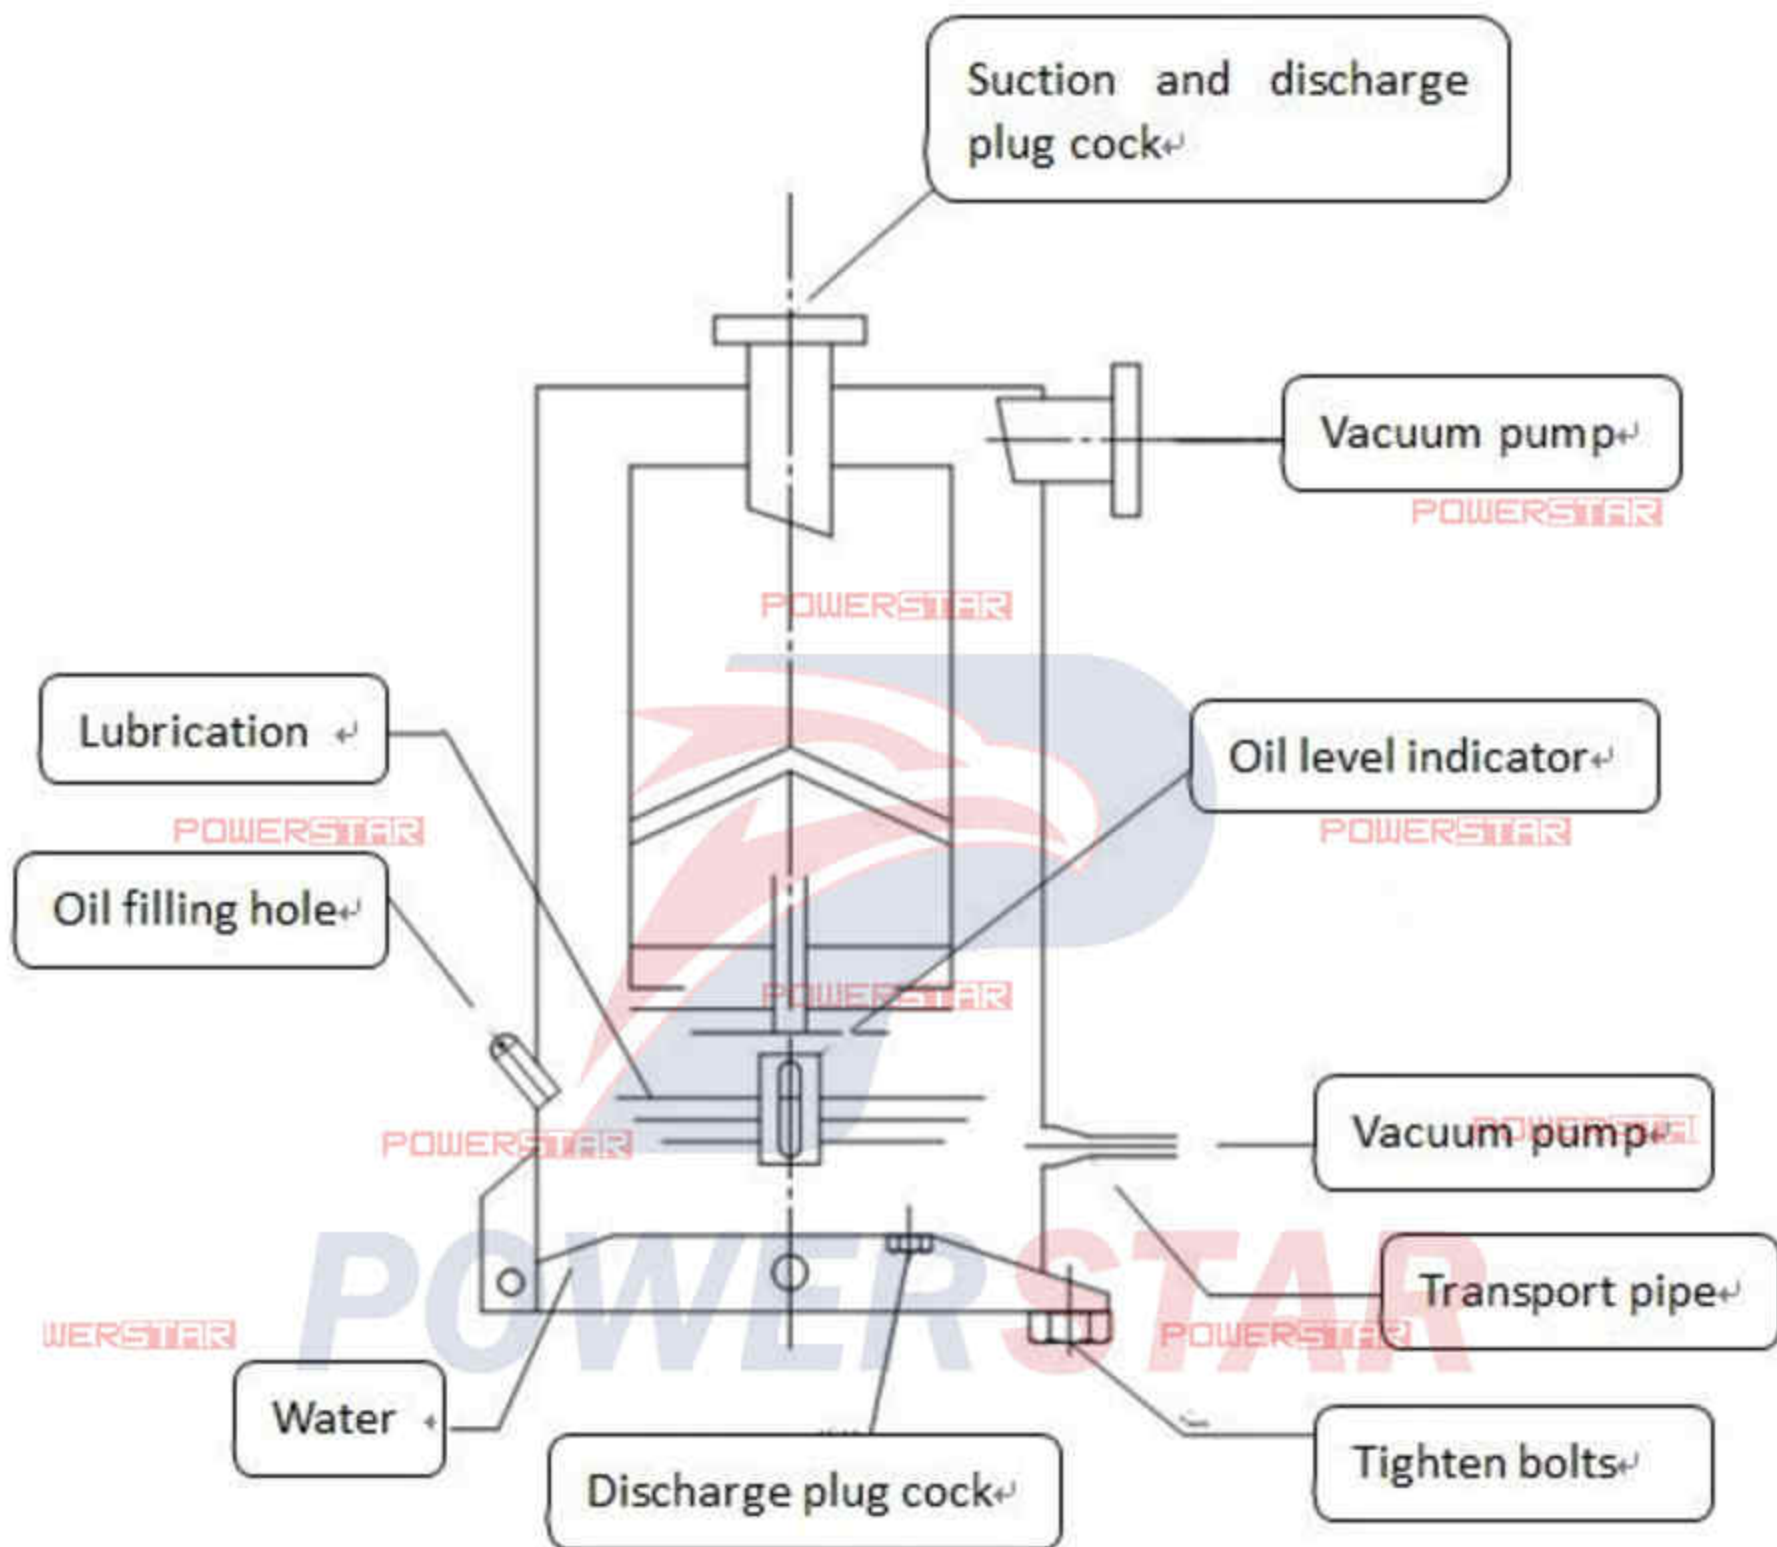 Suction and discharge
plug cock
Vacuum pump
POWERSTAR
POWERSTAR
Lubrication
Oil level indicator
POWERSTAR
POWERSTAR
Oil filling hole
POWERSTAR
POWERSTAR
Vacuum pump
POWERSTAR
Transport pipe
WERSTAR
POWERSTAR
Water
Tighten bolts
Discharge plug cock